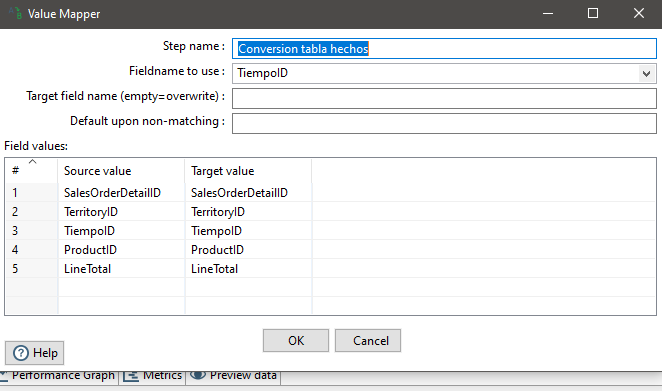 Value Mapper
Step name :
Conversion tabla hechos
Fieldname to use :
TiempoID
Target field name (empty=overwrite) :
Default upon non-matching :
Field values:
# Source value Target value
1 SalesOrderDetailID SalesOrderDetailID
2 TerritoryID TerritoryID
3 TiempoID TiempoID
4 ProductID ProductID
5 LineTotal LineTotal
OK Cancel
Help
Performance Graph Metrics Preview data